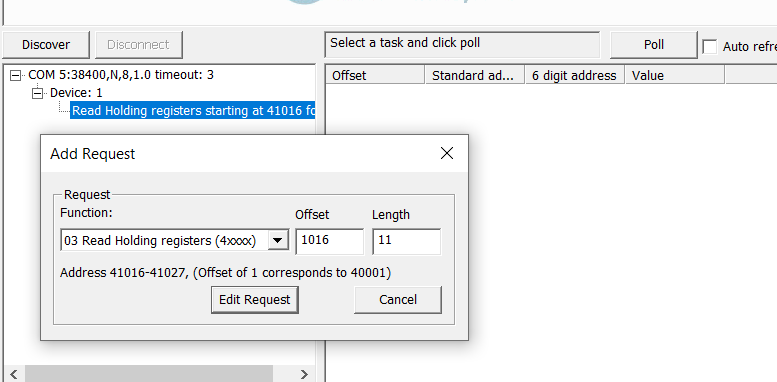 Discover
Disconnect
Select a task and click poll
Poll
Auto refre
COM 5:38400,N,8,1.0 timeout: 3
Device: 1
Read Holding registers starting at 41016 fo
Offset
Standard ad...
6 digit address
Value
Add Request
Request
Function:
Offset
Length
03 Read Holding registers (4xxxx)
1016
11
Address 41016-41027, (Offset of 1 corresponds to 40001)
Edit Request
Cancel